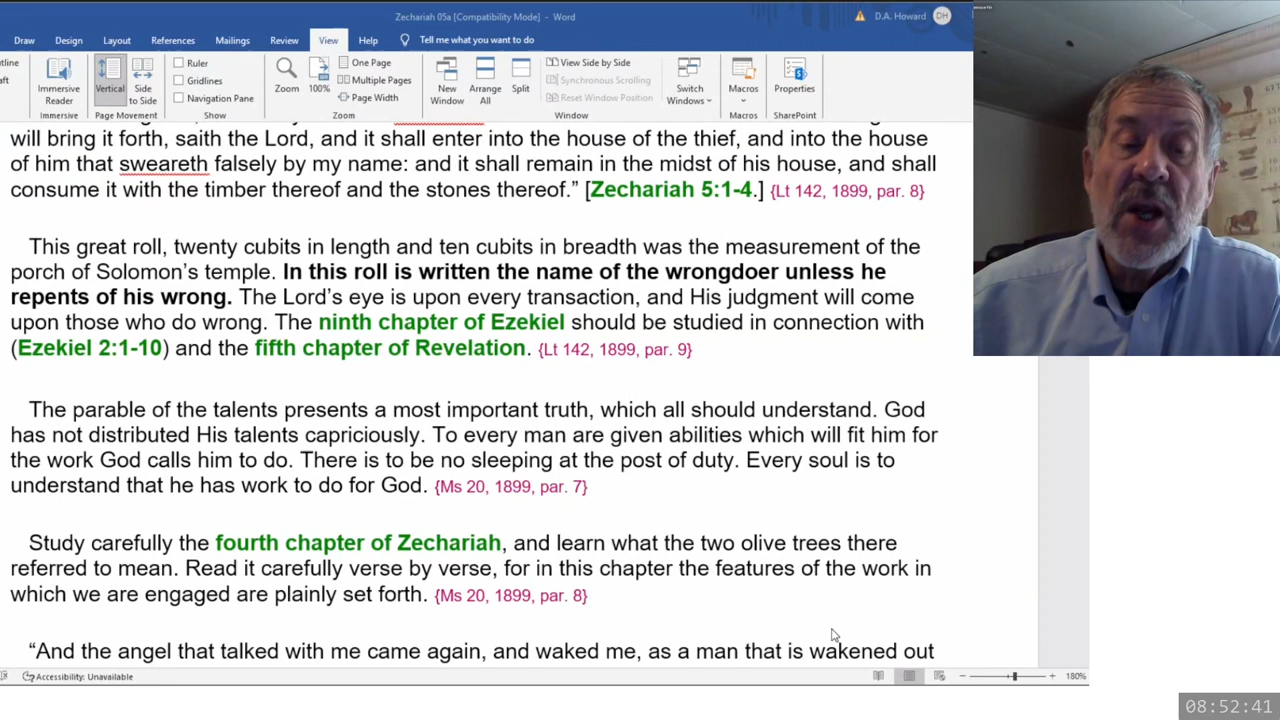 Zechariah 05a [Compatibility Mode] - Word
D.A. Howard DH
Draw Design Layout References Mailings Review View Help Tell me what you want to do
Immersive Reader
Vertical
Side to Side
Ruler
Gridlines
Navigation Pane
Zoom
100%
One Page
Multiple Pages
Page Width
New Window
Arrange All
Split
View Side by Side
Synchronous Scrolling
Reset Window Position
Switch Windows
Macros
Properties
Immersive Page Movement Show Zoom Window Macros SharePoint
will bring it forth, saith the Lord, and it shall enter into the house of the thief, and into the house
of him that sweareth falsely by my name: and it shall remain in the midst of his house, and shall
consume it with the timber thereof and the stones thereof.” [Zechariah 5:1-4.] {Lt 142, 1899, par. 8}
This great roll, twenty cubits in length and ten cubits in breadth was the measurement of the
porch of Solomon’s temple. In this roll is written the name of the wrongdoer unless he
repents of his wrong. The Lord’s eye is upon every transaction, and His judgment will come
upon those who do wrong. The ninth chapter of Ezekiel should be studied in connection with
(Ezekiel 2:1-10) and the fifth chapter of Revelation. {Lt 142, 1899, par. 9}
The parable of the talents presents a most important truth, which all should understand. God
has not distributed His talents capriciously. To every man are given abilities which will fit him for
the work God calls him to do. There is to be no sleeping at the post of duty. Every soul is to
understand that he has work to do for God. {Ms 20, 1899, par. 7}
Study carefully the fourth chapter of Zechariah, and learn what the two olive trees there
referred to mean. Read it carefully verse by verse, for in this chapter the features of the work in
which we are engaged are plainly set forth. {Ms 20, 1899, par. 8}
“And the angel that talked with me came again, and waked me, as a man that is wakened out
Accessibility: Unavailable
180%
08:52:41